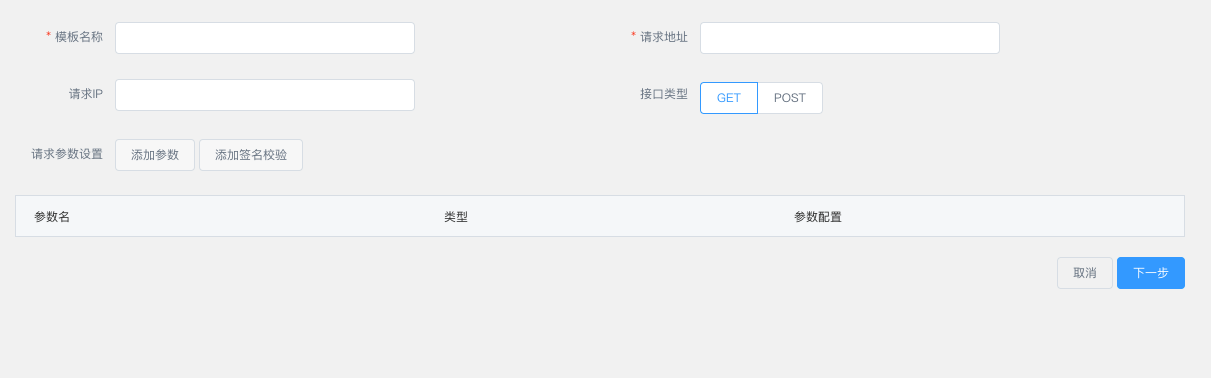 * 模板名称 * 请求地址
请求IP 接口类型 GET POST
请求参数设置 添加参数 添加签名校验
参数名 类型 参数配置
取消 下一步